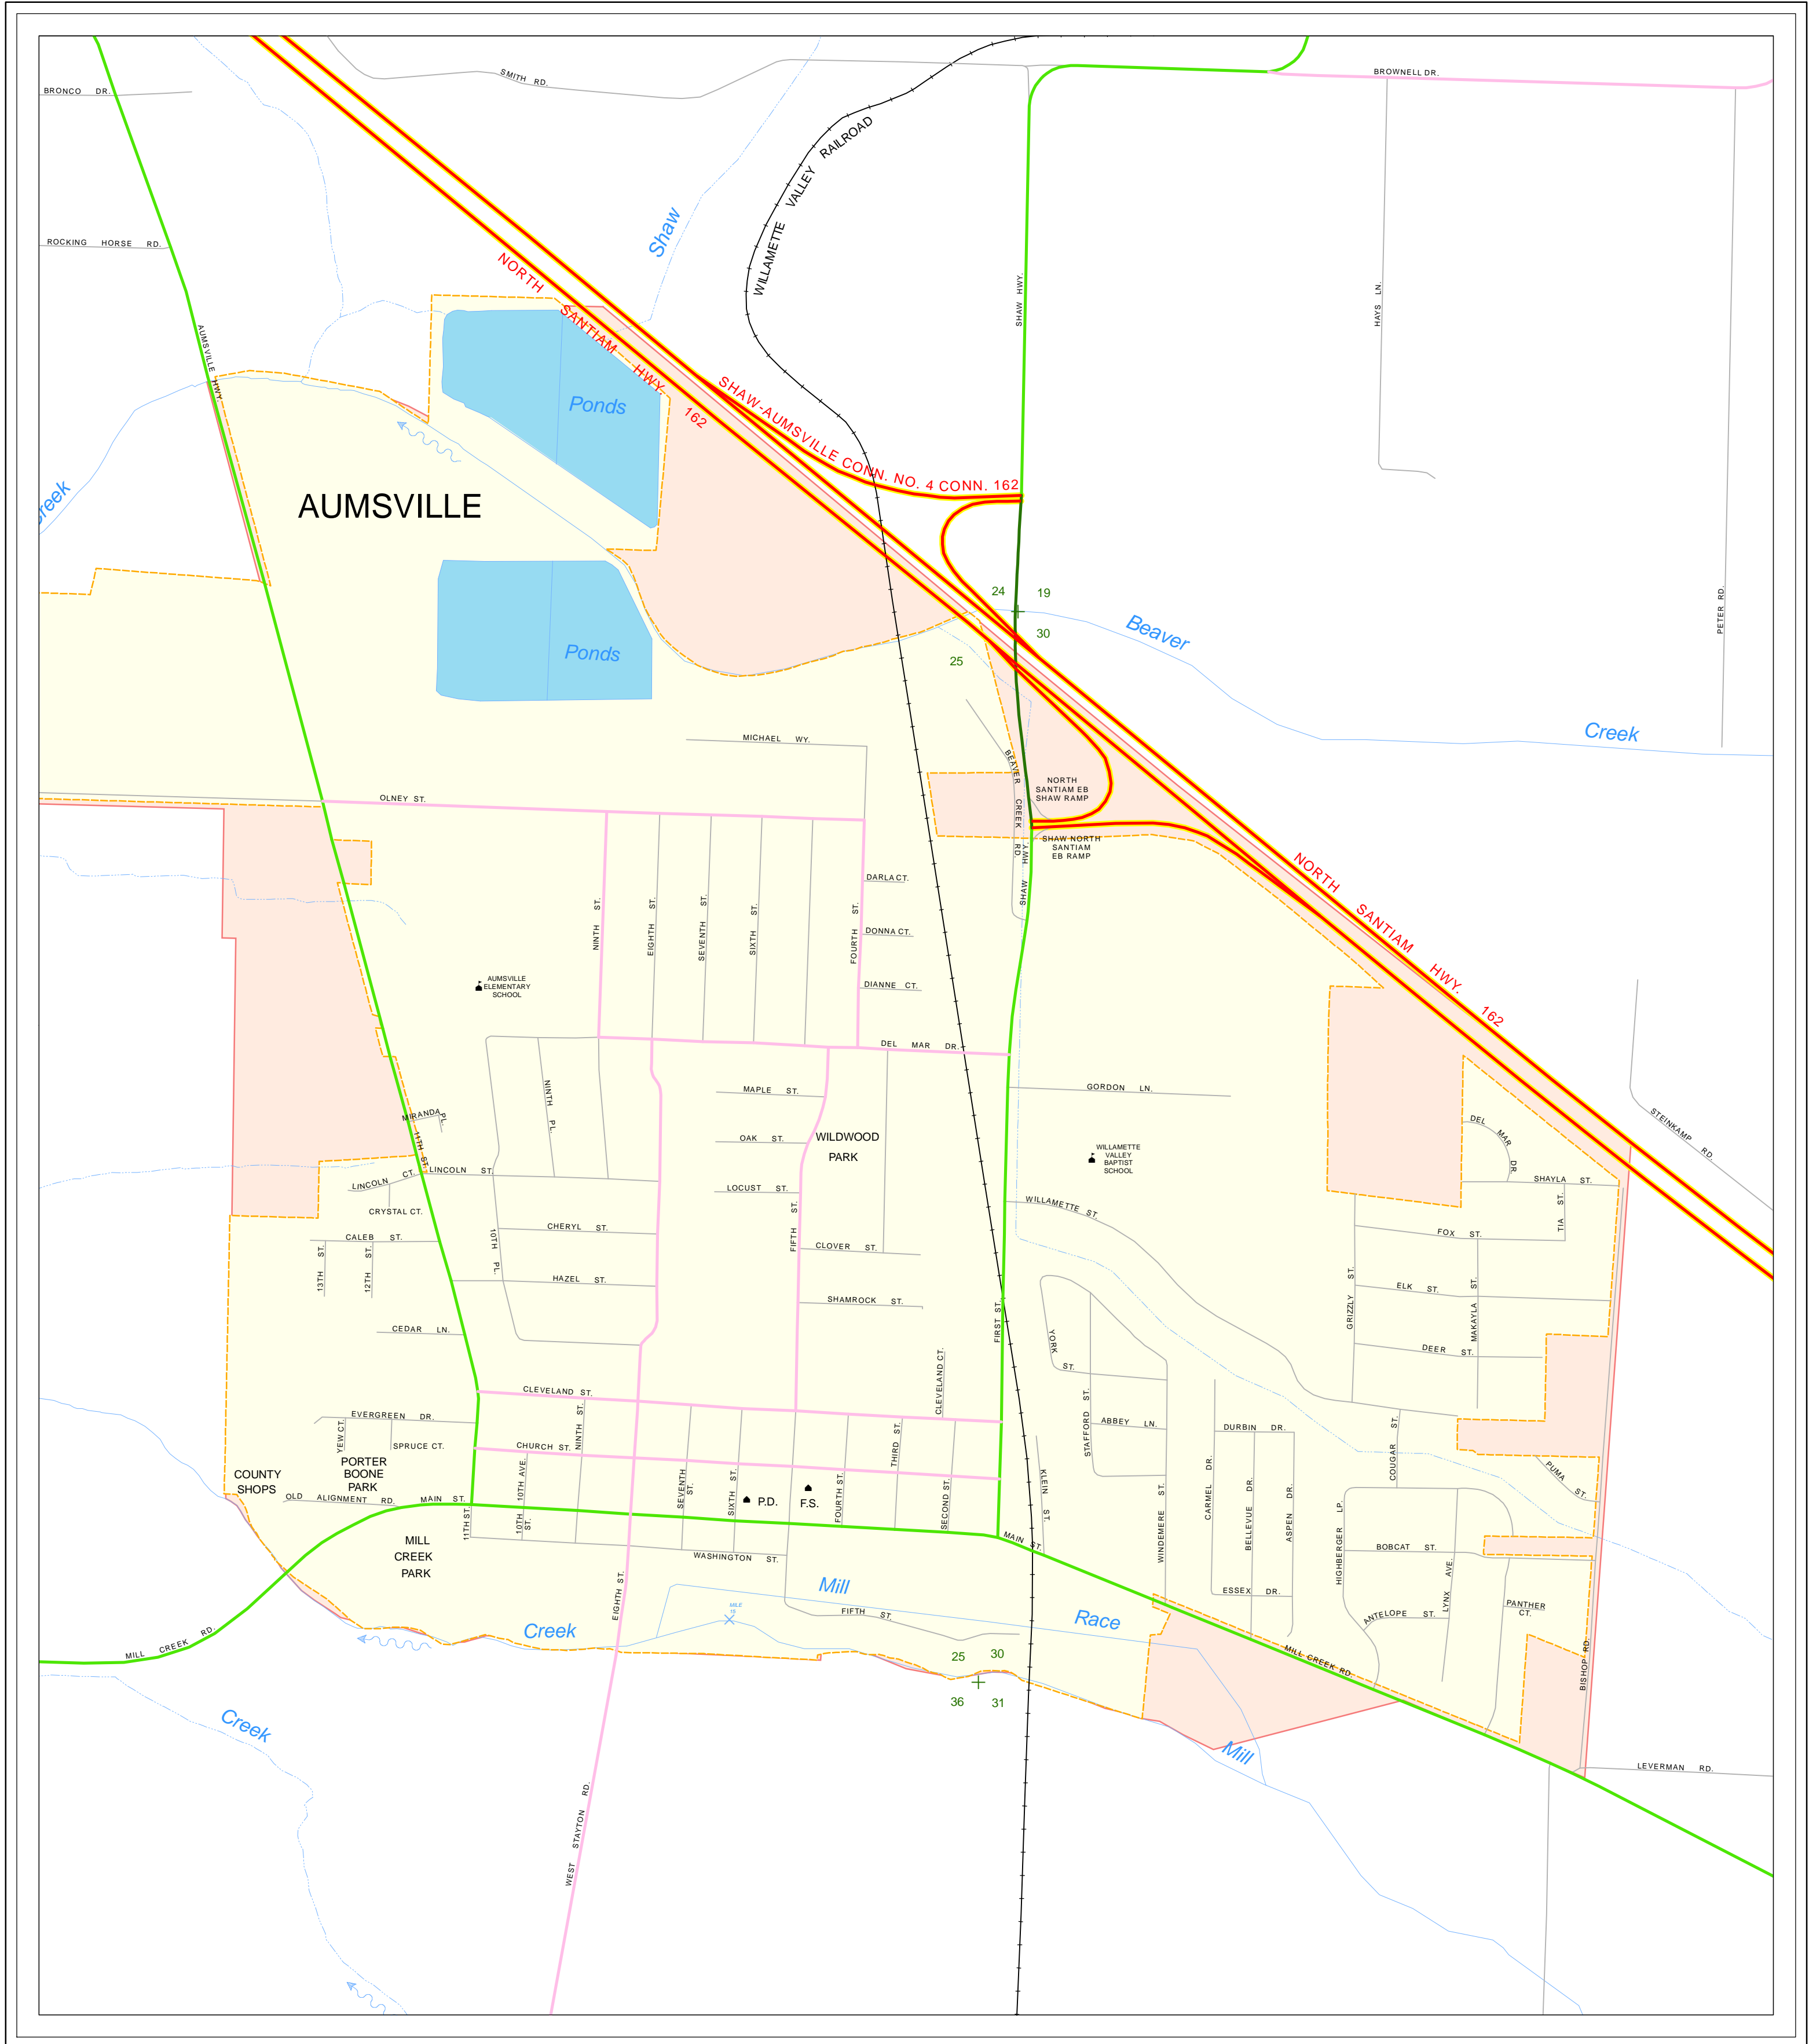 SMITH RD.
BROWNELL DR.
BRONCO DR.
WILLAMETTE VALLEY RAILROAD
Shaw
ROCKING HORSE RD.
NORTH SANTIAM HWY. 162
SHAW HWY.
HAYS LN.
AUMSVILLE HWY.
Ponds
SHAW-AUMSVILLE CONN. NO. 4 CONN. 162
Creek
AUMSVILLE
24 19
25 30
PETER RD.
Beaver
Creek
Ponds
MICHAEL WY.
BEAVER CREEK RD.
NORTH
SANTIAM EB
SHAW RAMP
OLNEY ST.
SHAW NORTH
SANTIAM
EB RAMP
SHAW HWY.
NORTH SANTIAM HWY. 162
DARLA CT.
NINTH ST.
EIGHTH ST.
SEVENTH ST.
SIXTH ST.
FOURTH ST.
DONNA CT.
AUMSVILLE
ELEMENTARY
SCHOOL
DIANNE CT.
DEL MAR DR.
NINTH PL.
MAPLE ST.
GORDON LN.
MIRANDA PL.
11TH ST.
OAK ST.
WILDWOOD
PARK
WILLAMETTE
VALLEY
BAPTIST
SCHOOL
DEL MAR DR.
STEINKAMP RD.
LINCOLN CT.
LINCOLN ST.
LOCUST ST.
SHAYLA ST.
CRYSTAL CT.
WILLAMETTE ST.
TIA ST.
CHERYL ST.
10TH PL.
FIFTH ST.
CALEB ST.
CLOVER ST.
FOX ST.
13TH ST.
12TH ST.
HAZEL ST.
ELK ST.
SHAMROCK ST.
FIRST ST.
GRIZZLY ST.
MAKAYLA ST.
CEDAR LN.
YORK ST.
DEER ST.
CLEVELAND CT.
CLEVELAND ST.
EVERGREEN DR.
YEW CT.
SPRUCE CT.
CHURCH ST.
NINTH ST.
THIRD ST.
STAFFORD ST.
ABBEY LN.
DURBIN DR.
COUGAR ST.
PUMA ST.
PORTER
BOONE
PARK
COUNTY
SHOPS
OLD ALIGNMENT RD.
MAIN ST.
11TH ST.
10TH ST.
10TH AVE.
SEVENTH ST.
SIXTH ST.
P.D.
F.S.
FOURTH ST.
SECOND ST.
KLEIN ST.
WINDEMERE ST.
CARMEL DR.
BELLEVUE DR.
ASPEN DR.
HIGHBERGER LP.
MILL
CREEK
PARK
WASHINGTON ST.
MAIN ST.
BOBCAT ST.
LYNX AVE.
EIGHTH ST.
Mill
Race
MILE
15
FIFTH ST.
ESSEX DR.
ANTELOPE ST.
PANTHER
CT.
Creek
MILL CREEK RD.
25 30
36 31
MILL CREEK RD.
BISHOP RD.
Creek
Mill
LEVERMAN RD.
WEST STAYTON RD.